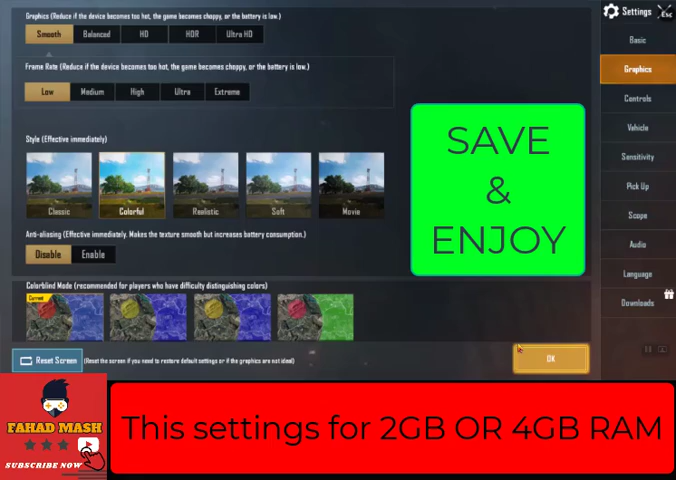 Graphics (Reduce if the device becomes too hot, the game becomes choppy, or the battery is low.)
Settings
Esc
Smooth Balanced HD HDR Ultra HD
Basic
Frame Rate (Reduce if the device becomes too hot, the game becomes choppy, or the battery is low.)
Graphics
Low Medium High Ultra Extreme
Controls
Vehicle
Style (Effective immediately)
Sensitivity
Classic Colorful Realistic Soft Movie
Pick Up
Scope
Anti-aliasing (Effective immediately. Makes the texture smooth but increases battery consumption.)
Audio
Disable Enable
Language
Colorblind Mode (recommended for players who have difficulty distinguishing colors)
Current
Downloads
SAVE
&
ENJOY
Reset Screen (Reset the screen if you need to restore default settings or if the graphics are not ideal)
OK
FAHAD MASH
SUBSCRIBE NOW
This settings for 2GB OR 4GB RAM